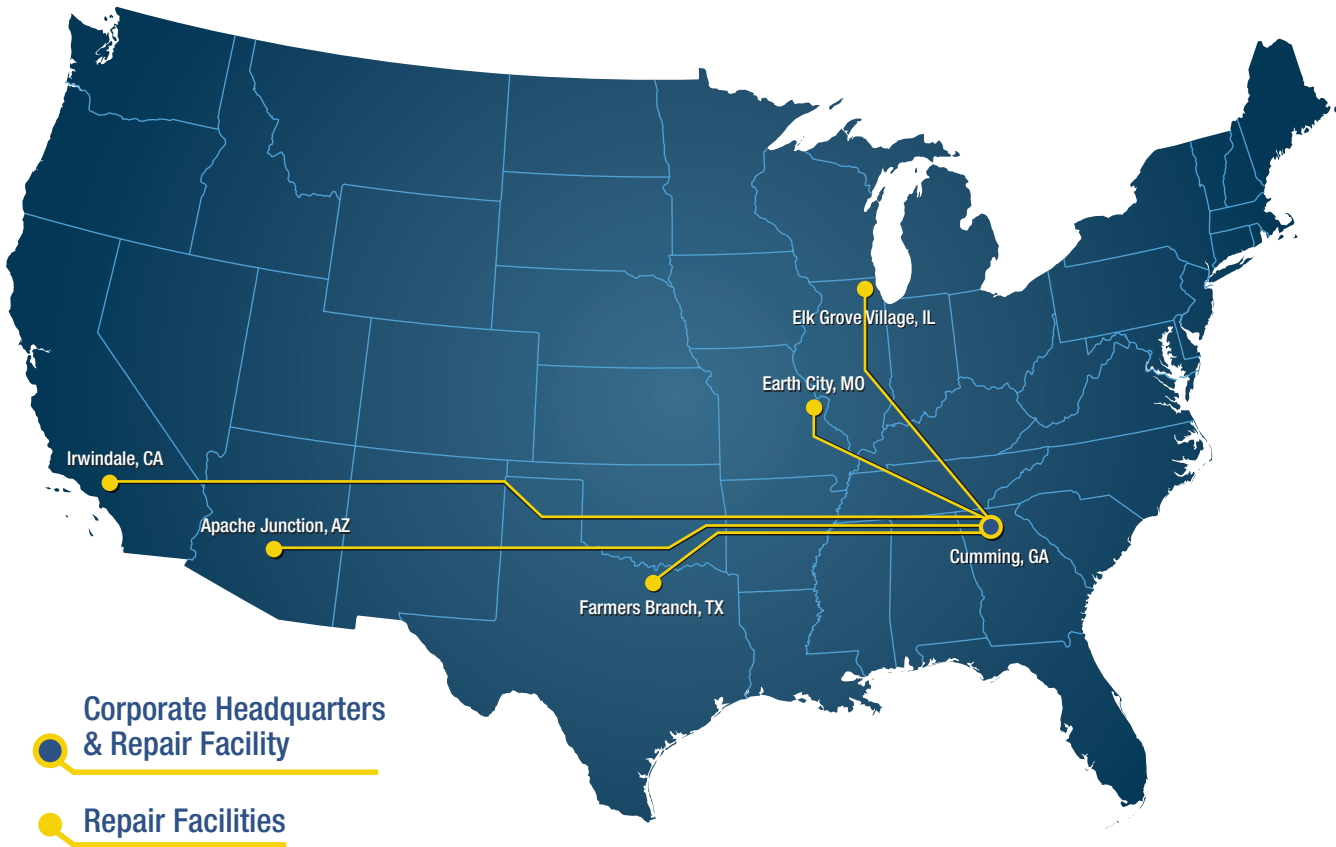 Elk Grove Village, IL
Earth City, MO
Irwindale, CA
Apache Junction, AZ
Cumming, GA
Farmers Branch, TX
Corporate Headquarters
& Repair Facility
Repair Facilities